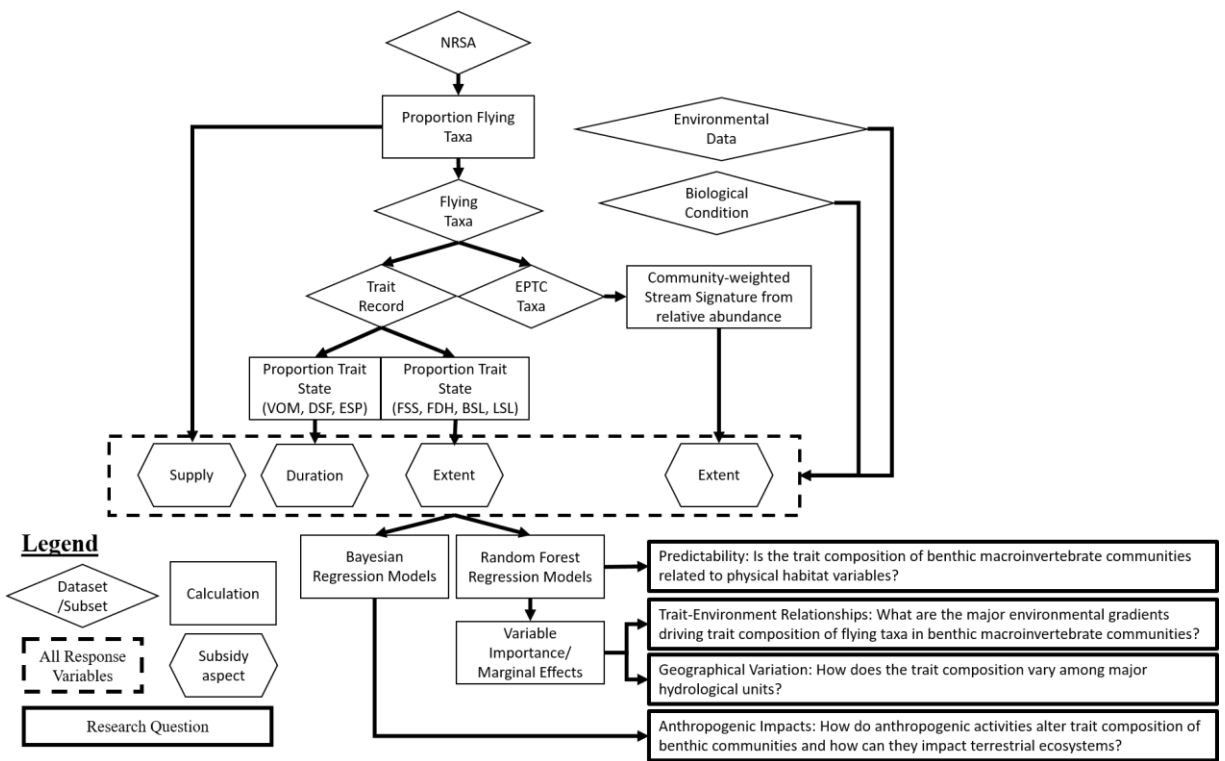 NRSA
Proportion Flying
Taxa
Environmental
Data
Biological
Condition
Flying
Taxa
Trait
Record
EPTC
Taxa
Community-weighted
Stream Signature from
relative abundance
Proportion Trait
State
(VOM, DSF, ESP)
Proportion Trait
State
(FSS, FDH, BSL, LSL)
Supply
Duration
Extent
Extent
Legend
Dataset
/Subset
Calculation
All Response
Variables
Subsidy
aspect
Research Question
Bayesian
Regression Models
Random Forest
Regression Models
Variable
Importance/
Marginal Effects
Predictability: Is the trait composition of benthic macroinvertebrate communities
related to physical habitat variables?
Trait-Environment Relationships: What are the major environmental gradients
driving trait composition of flying taxa in benthic macroinvertebrate communities?
Geographical Variation: How does the trait composition vary among major
hydrological units?
Anthropogenic Impacts: How do anthropogenic activities alter trait composition of
benthic communities and how can they impact terrestrial ecosystems?